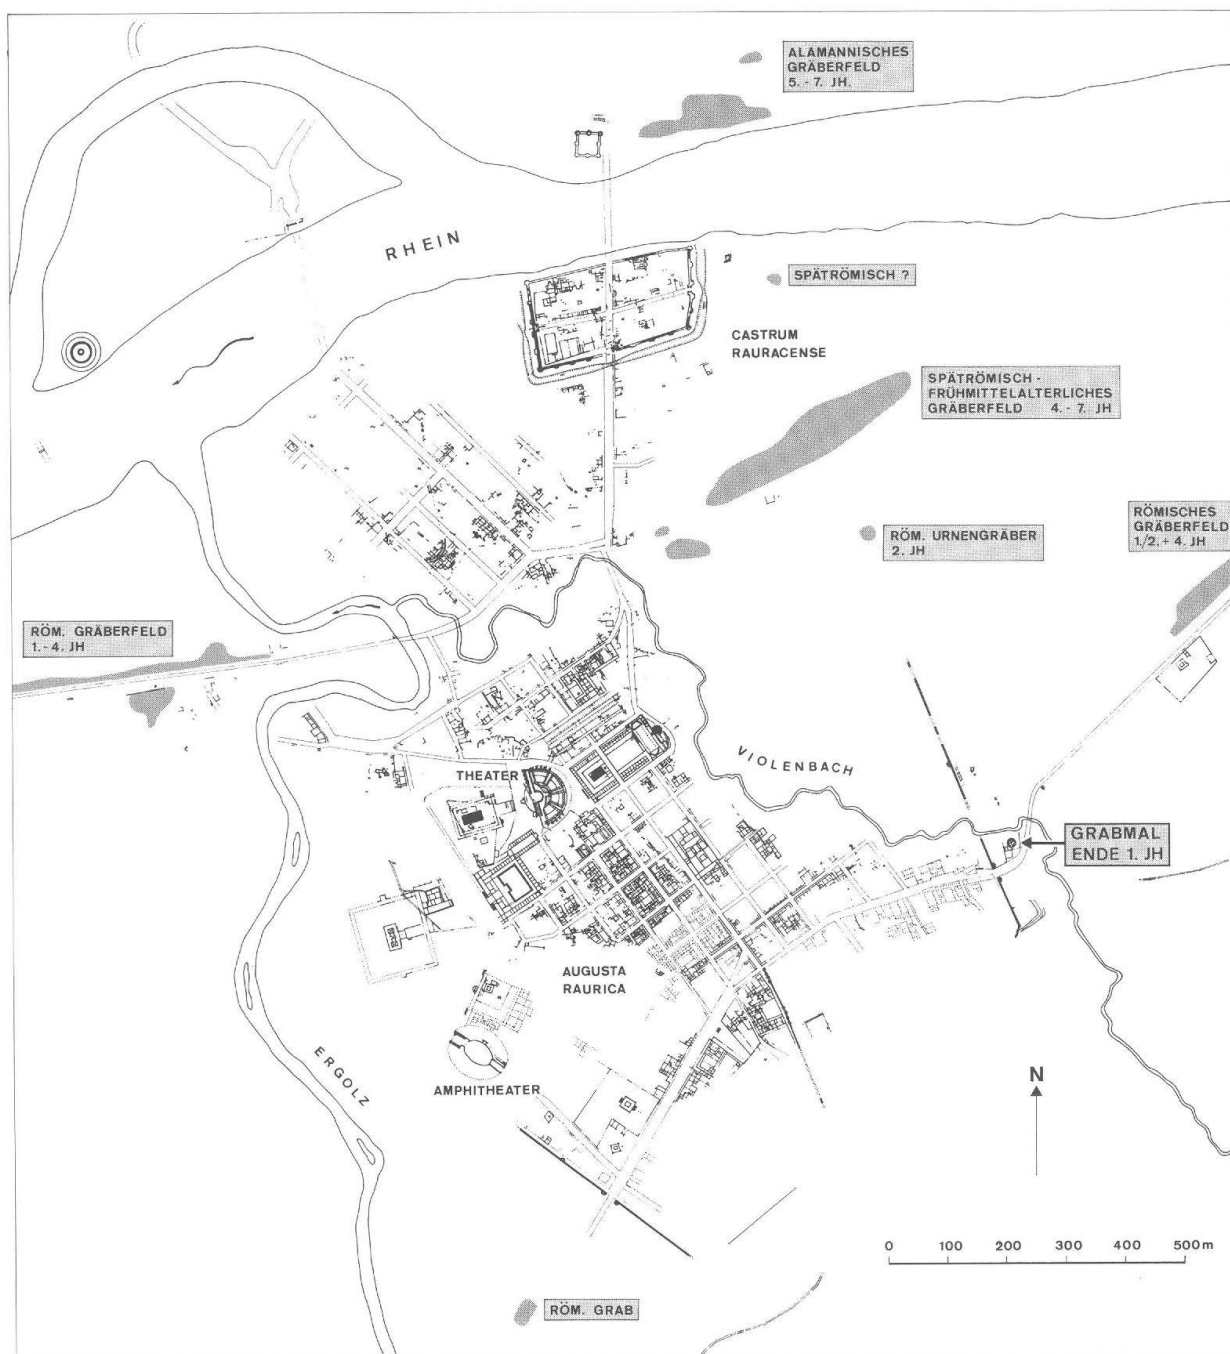 ALAMANNISCHES
GRÄBERFELD
5. - 7. JH.
RHEIN
SPÄTRÖMISCH ?
CASTRUM
RAURACENSE
SPÄTRÖMISCH -
FRÜHMITTELALTERLICHES
GRÄBERFELD 4. - 7. JH
RÖMISCHES
GRÄBERFELD
1./2. + 4. JH
RÖM. URNENGRÄBER
2. JH
RÖM. GRÄBERFELD
1. - 4. JH
VIOLENBACH
THEATER
GRABMAL
ENDE 1. JH
AUGUSTA
RAURICA
ERGOLZ
AMPHITHEATER
N
0 100 200 300 400 500m
RÖM. GRAB